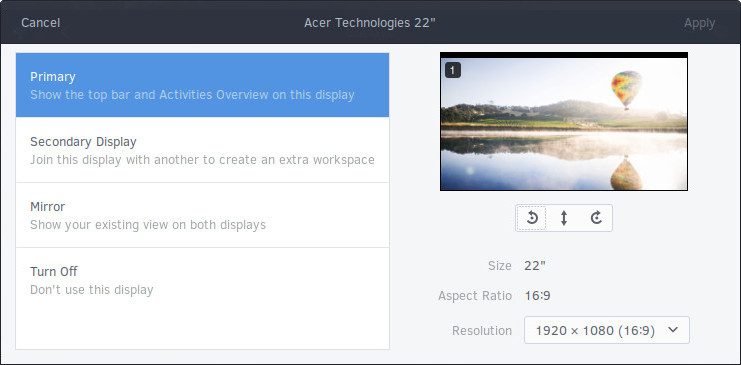 Cancel
Acer Technologies 22"
Apply
Primary
Show the top bar and Activities Overview on this display
Secondary Display
Join this display with another to create an extra workspace
Mirror
Show your existing view on both displays
Turn Off
Don't use this display
1
Size 22"
Aspect Ratio 16:9
Resolution 1920 × 1080 (16:9)